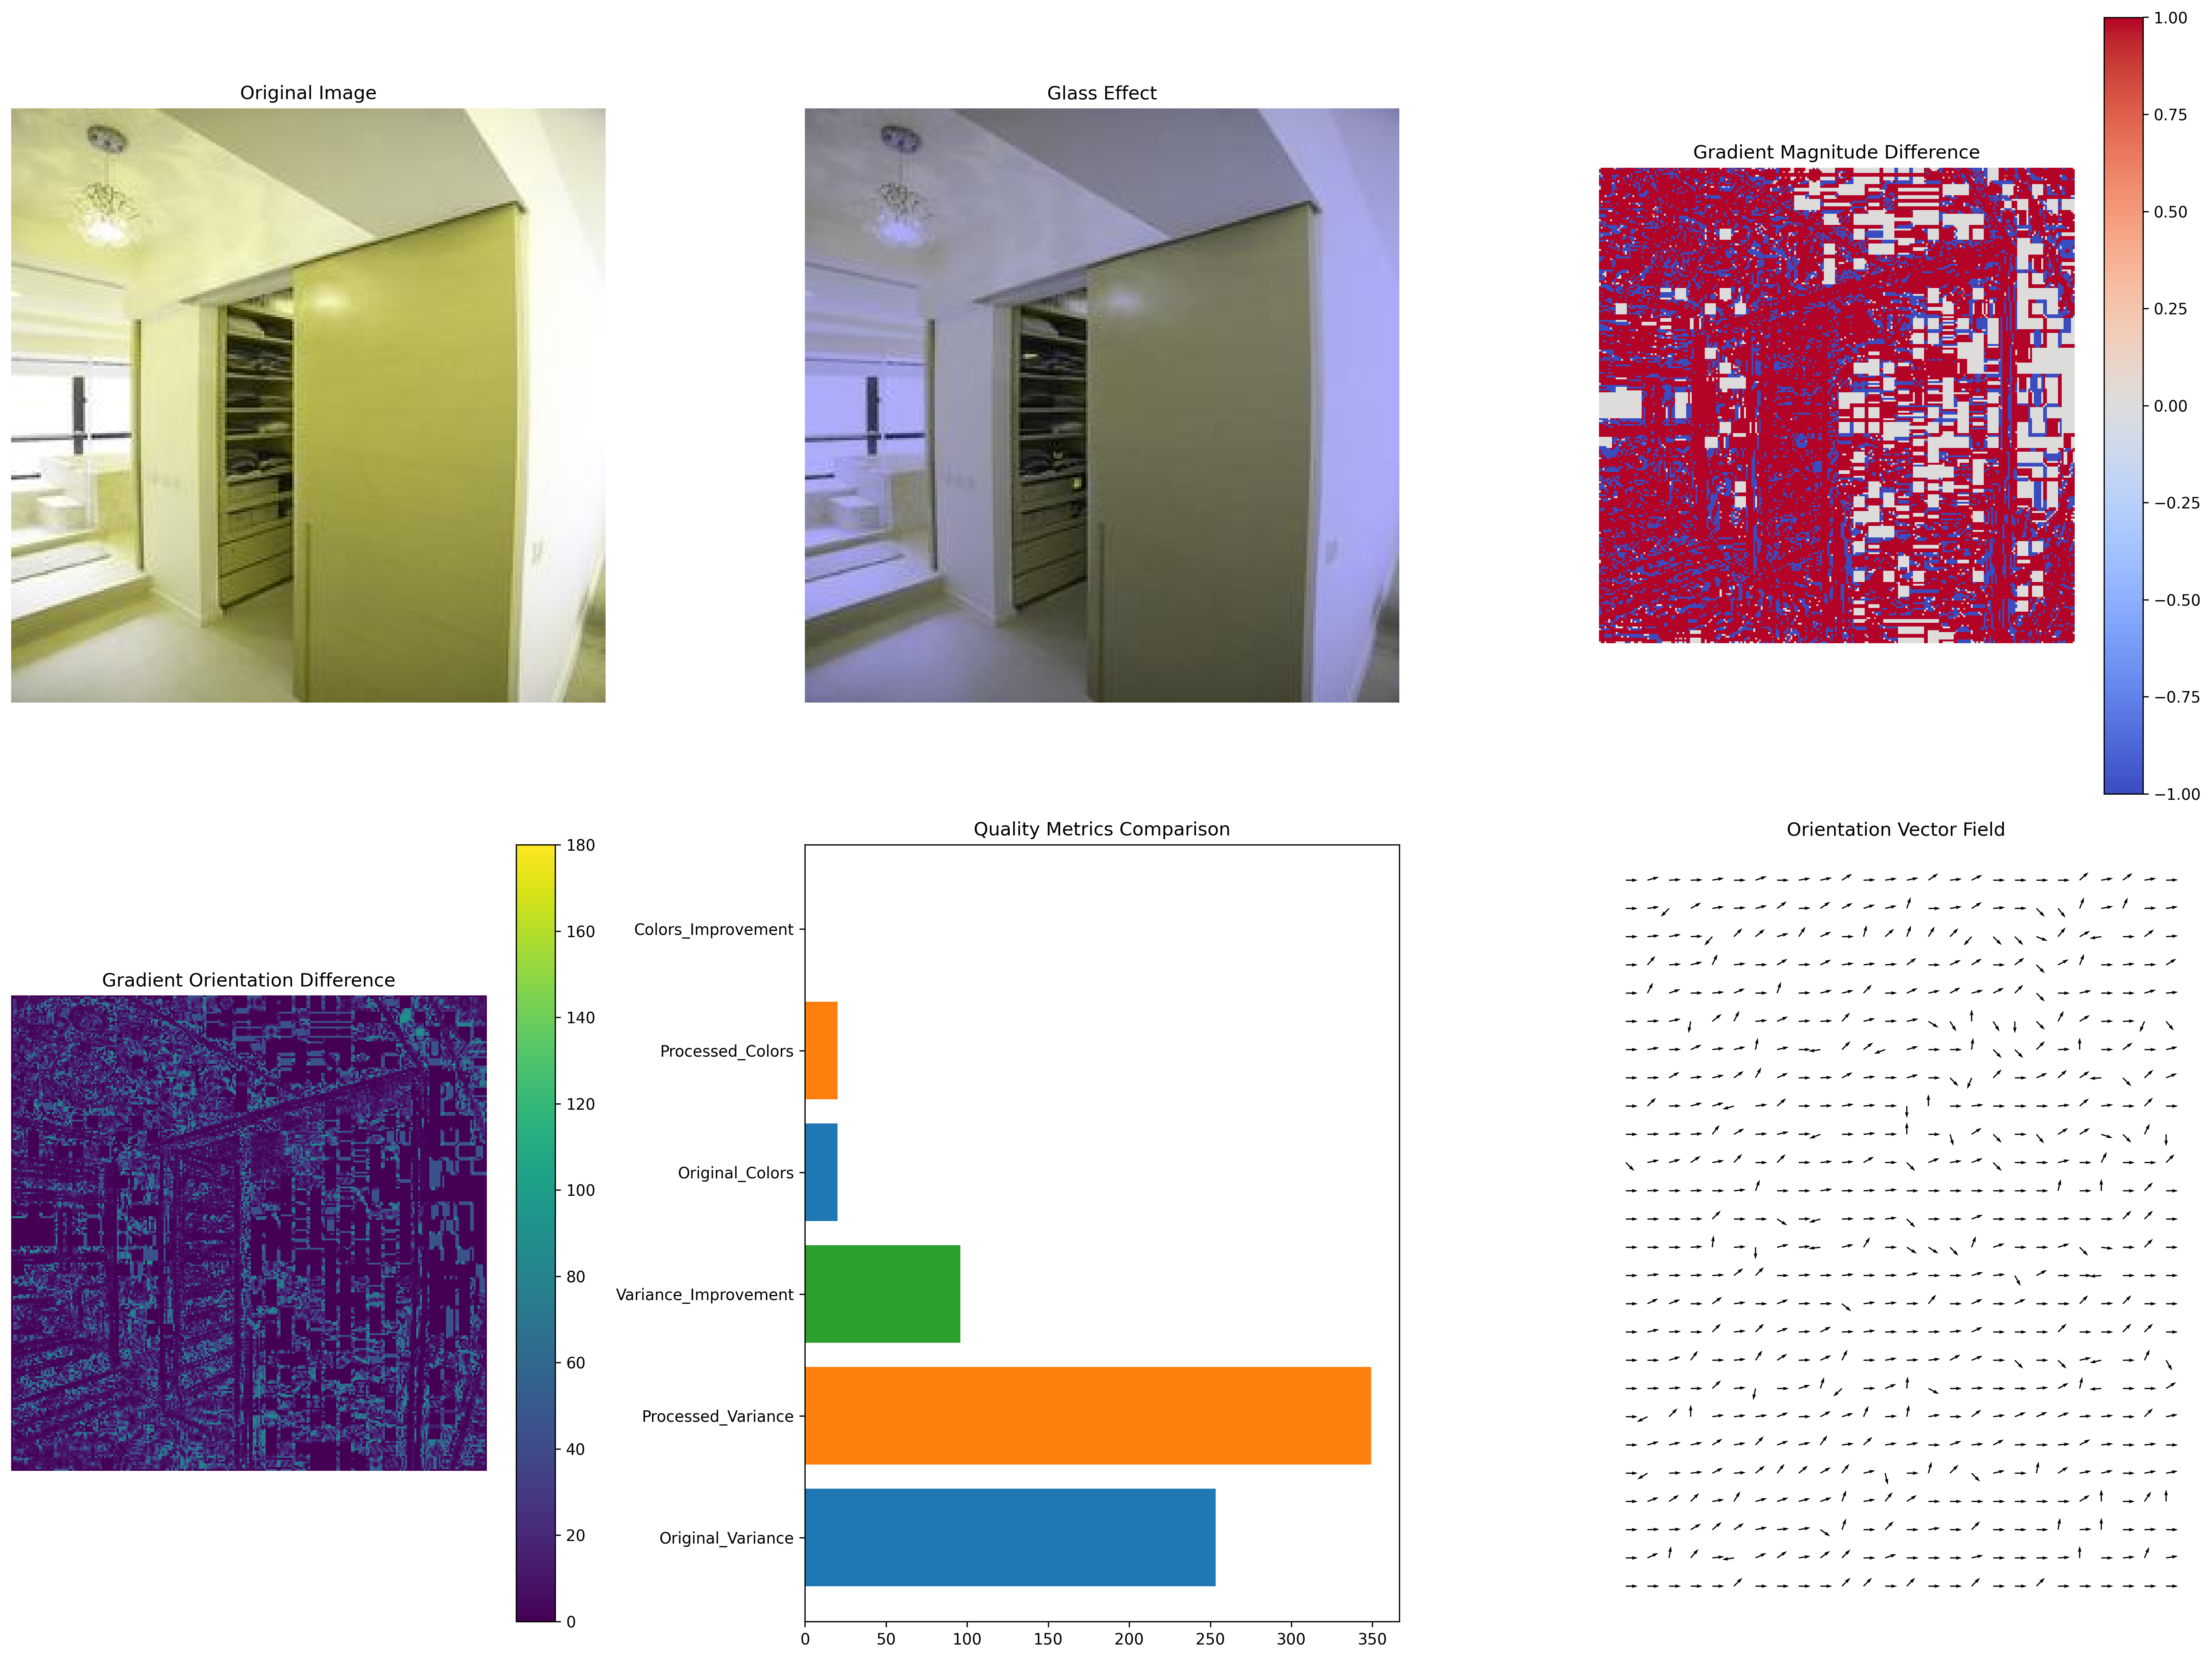 Original Image
Glass Effect
Gradient Magnitude Difference
1.00
0.75
0.50
0.25
0.00
−0.25
−0.50
−0.75
−1.00
Gradient Orientation Difference
180
160
140
120
100
80
60
40
20
0
Quality Metrics Comparison
Colors_Improvement
Processed_Colors
Original_Colors
Variance_Improvement
Processed_Variance
Original_Variance
0 50 100 150 200 250 300 350
Orientation Vector Field